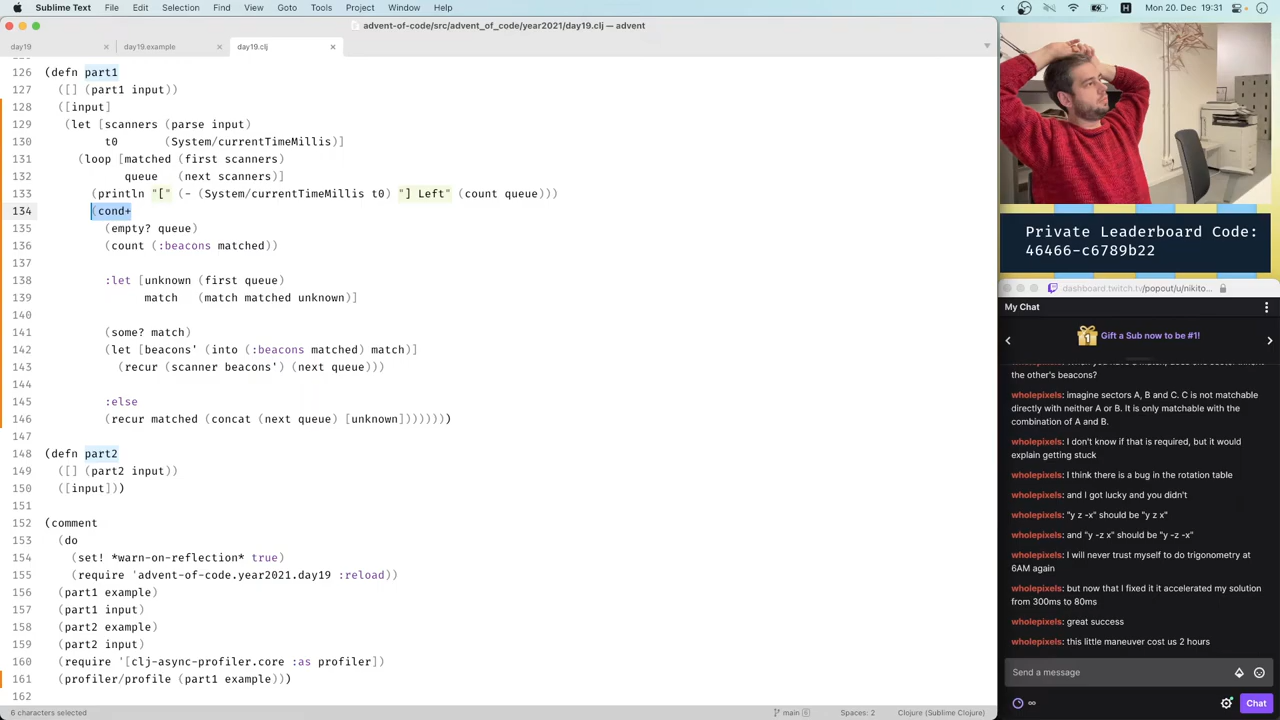 Sublime Text File Edit Selection Find View Goto Tools Project Window Help
Mon 20. Dec 19:31
advent-of-code/src/advent_of_code/year2021/day19.clj — advent
day19
day19.example
day19.clj
126 (defn part1
127 ([] (part1 input))
128 ([input]
129 (let [scanners (parse input)
130 t0 (System/currentTimeMillis)]
131 (loop [matched (first scanners)
132 queue (next scanners)]
133 (println "[" (- (System/currentTimeMillis t0) "] Left" (count queue)))
134 (cond+
135 (empty? queue)
136 (count (:beacons matched))
137
138 :let [unknown (first queue)
139 match (match matched unknown)]
140
141 (some? match)
142 (let [beacons' (into (:beacons matched) match)]
143 (recur (scanner beacons') (next queue)))
144
145 :else
146 (recur matched (concat (next queue) [unknown])))))))
147
148 (defn part2
149 ([] (part2 input))
150 ([input]))
151
152 (comment
153 (do
154 (set! *warn-on-reflection* true)
155 (require 'advent-of-code.year2021.day19 :reload))
156 (part1 example)
157 (part1 input)
158 (part2 example)
159 (part2 input)
160 (require '[clj-async-profiler.core :as profiler])
161 (profiler/profile (part1 example)))
162
6 characters selected
main 6
Spaces: 2
Clojure (Sublime Clojure)
Private Leaderboard Code:
46466-c6789b22
dashboard.twitch.tv/popout/u/nikito...
My Chat
1
Gift a Sub now to be #1!
the other's beacons?
wholepixels: imagine sectors A, B and C. C is not matchable
directly with neither A or B. It is only matchable with the
combination of A and B.
wholepixels: I don't know if that is required, but it would
explain getting stuck
wholepixels: I think there is a bug in the rotation table
wholepixels: and I got lucky and you didn't
wholepixels: "y z -x" should be "y z x"
wholepixels: and "y -z x" should be "y -z -x"
wholepixels: I will never trust myself to do trigonometry at
6AM again
wholepixels: but now that I fixed it it accelerated my solution
from 300ms to 80ms
wholepixels: great success
wholepixels: this little maneuver cost us 2 hours
Send a message
∞
Chat